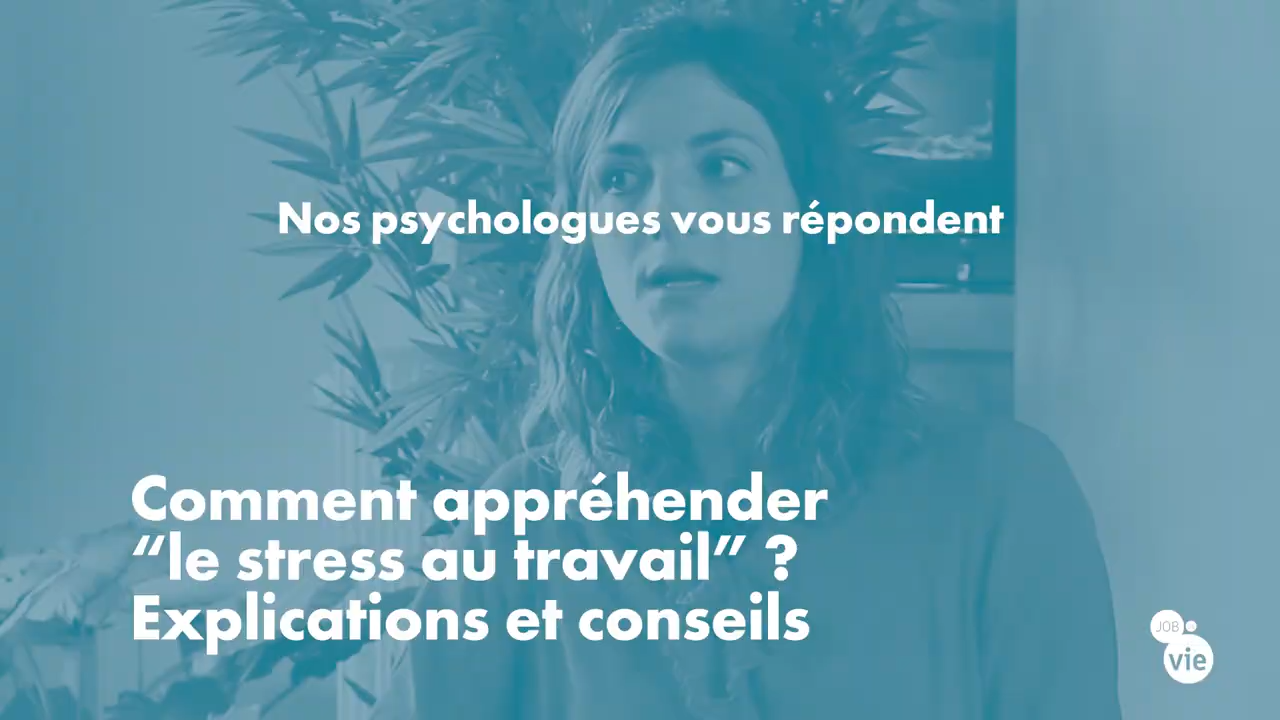 Nos psychologues vous répondent
Comment appréhender
“le stress au travail” ?
Explications et conseils
JOB
vie